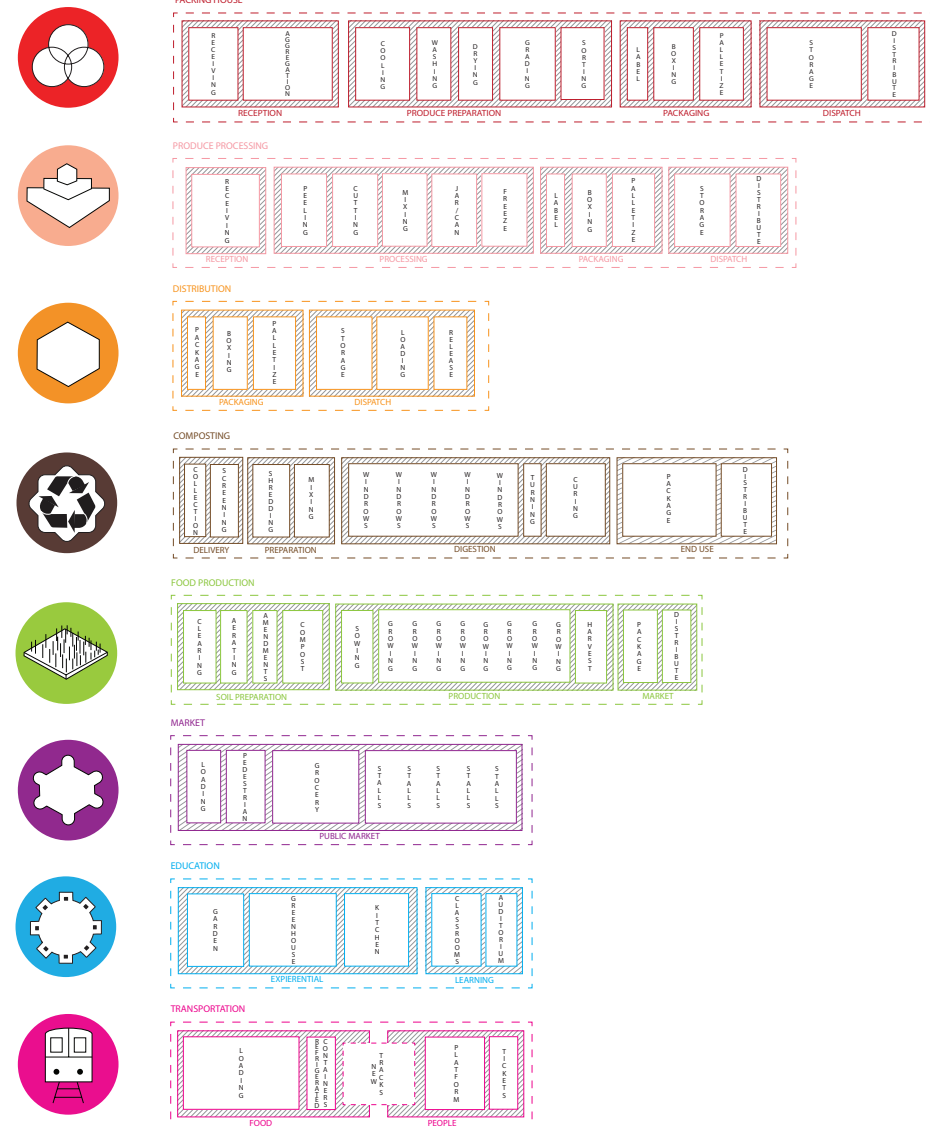 PACKING HOUSE
RECEIVING
AGGREGATION
COOLING
WASHING
DRYING
GRADING
SORTING
LABEL
BOXING
PALLETIZE
STORAGE
DISTRIBUTE
RECEPTION
PRODUCE PREPARATION
PACKAGING
DISPATCH
PRODUCE PROCESSING
RECEIVING
PEELING
CUTTING
MIXING
JAR/CAN
FREEZE
LABEL
BOXING
PALLETIZE
STORAGE
DISTRIBUTE
RECEPTION
PROCESSING
PACKAGING
DISPATCH
DISTRIBUTION
PACKAGE
BOXING
PALLETIZE
STORAGE
LOADING
RELEASE
PACKAGING
DISPATCH
COMPOSTING
COLLECTION
SCREENING
SHREDDING
MIXING
WINDROWS
WINDROWS
WINDROWS
WINDROWS
WINDROWS
TURNING
CURING
PACKAGE
DISTRIBUTE
DELIVERY
PREPARATION
DIGESTION
END USE
FOOD PRODUCTION
CLEARING
AERATING
AMENDMENTS
COMPOST
SOWING
GROWING
GROWING
GROWING
GROWING
GROWING
GROWING
GROWING
GROWING
HARVEST
PACKAGE
DISTRIBUTE
SOIL PREPARATION
PRODUCTION
MARKET
MARKET
LOADING
PEDESTRIAN
GROCERY
STALLS
STALLS
STALLS
STALLS
STALLS
PUBLIC MARKET
EDUCATION
GARDEN
GREENHOUSE
KITCHEN
CLASSROOMS
AUDITORIUM
EXPIERENTIAL
LEARNING
TRANSPORTATION
LOADING
REFRIGERATED
CONTAINERS
NEW
TRACKS
PLATFORM
TICKETS
FOOD
PEOPLE